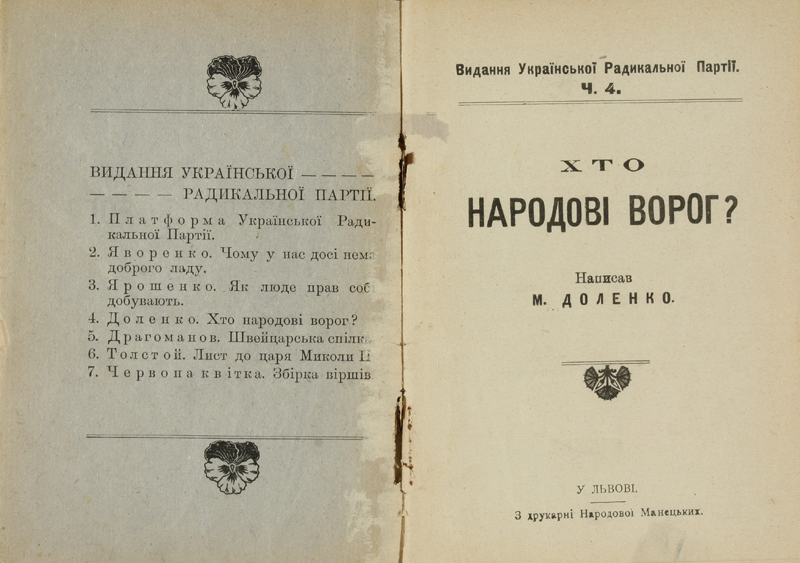 ВИДАННЯ УКРАЇНСЬКОЇ — — — —
— — — — РАДИКАЛЬНОЇ ПАРТІЇ.
1. Платформа Української Ради-
кальної Партії.
2. Яворенко. Чому у нас досі нема
доброго ладу.
3. Ярошенко. Як люде прав соб
добувають.
4. Доленко. Хто народові ворог?
5. Драгоманов. Швейцарська спілк
6. Толстой. Лист до царя Миколи II
7. Червона квітка. Збірка віршів
Видання Української Радикальної Партії.
Ч. 4.
ХТО
НАРОДОВІ ВОРОГ?
Написав
М. ДОЛЕНКО.
У ЛЬВОВІ.
З друкарні Народової Манецьких.